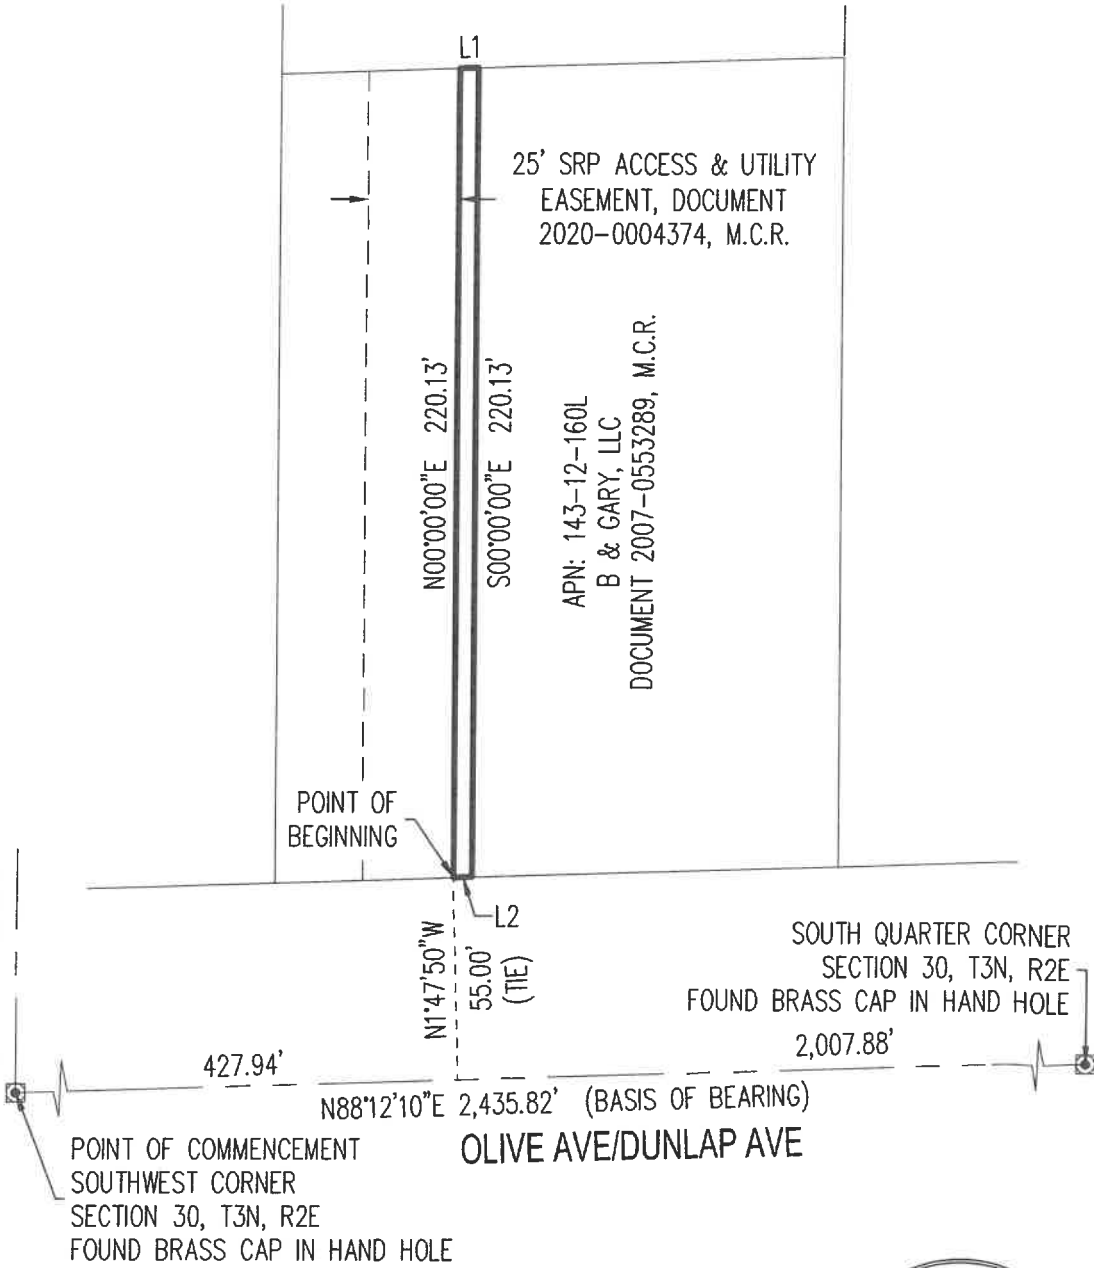 L1
25' SRP ACCESS & UTILITY
EASEMENT, DOCUMENT
2020-0004374, M.C.R.
N00°00'00"E 220.13'
S00°00'00"E 220.13'
APN: 143-12-160L
B & GARY, LLC
DOCUMENT 2007-0553289, M.C.R.
POINT OF
BEGINNING
L2
N1°47'50"W
55.00'
(TIE)
SOUTH QUARTER CORNER
SECTION 30, T3N, R2E
FOUND BRASS CAP IN HAND HOLE
427.94'
2,007.88'
N88°12'10"E 2,435.82' (BASIS OF BEARING)
OLIVE AVE/DUNLAP AVE
POINT OF COMMENCEMENT
SOUTHWEST CORNER
SECTION 30, T3N, R2E
FOUND BRASS CAP IN HAND HOLE